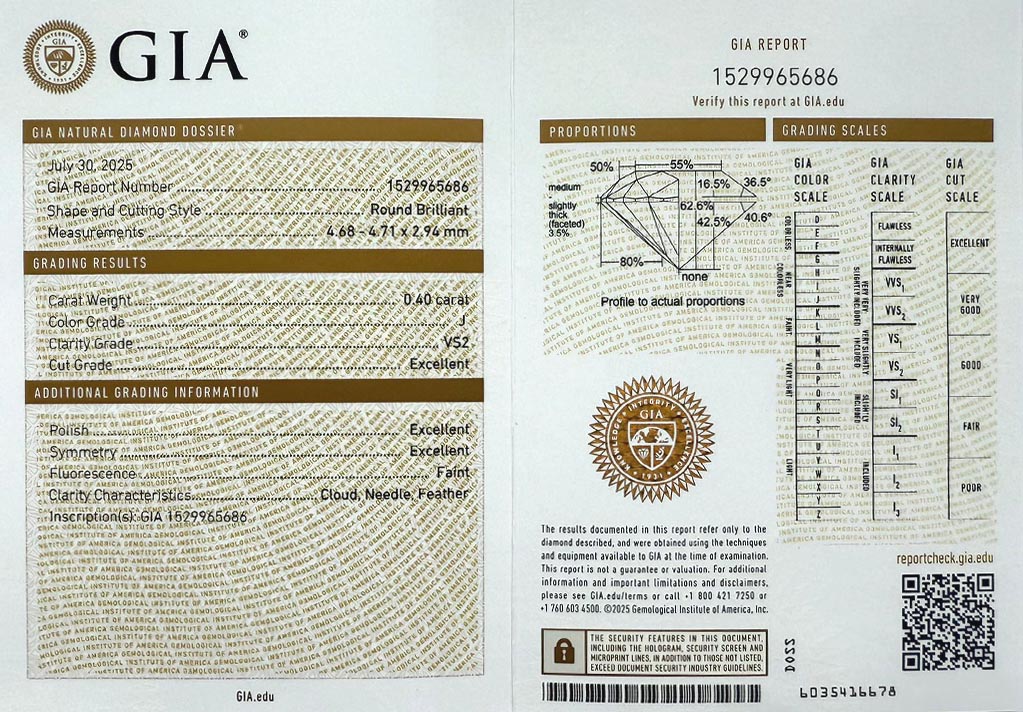 GIA®
GIA NATURAL DIAMOND DOSSIER®
July 30, 2025
GIA Report Number 1529965686
Shape and Cutting Style Round Brilliant
Measurements 4.68 - 4.71 x 2.94 mm
GRADING RESULTS
Carat Weight 0.40 carat
Color Grade J
Clarity Grade VS2
Cut Grade Excellent
ADDITIONAL GRADING INFORMATION
Polish Excellent
Symmetry Excellent
Fluorescence Faint
Clarity Characteristics Cloud, Needle, Feather
Inscription(s): GIA 1529965686
GIA.edu
GIA REPORT
1529965686
Verify this report at GIA.edu
PROPORTIONS
50%
55%
medium
-
slightly
thick
(faceted)
3.5%
16.5%
36.5°
62.6%
42.5%
40.6°
80%
none
Profile to actual proportions
GIA
INTEGRITY
KNOWLEDGE
EXCELLENCE
1931
The results documented in this report refer only to the
diamond described, and were obtained using the techniques
and equipment available to GIA at the time of examination.
This report is not a guarantee or valuation. For additional
information and important limitations and disclaimers,
please see GIA.edu/terms or call +1 800 421 7250 or
+1 760 603 4500. ©2025 Gemological Institute of America, Inc.
THE SECURITY FEATURES IN THIS DOCUMENT,
INCLUDING THE HOLOGRAM, SECURITY SCREEN AND
MICROPRINT LINES, IN ADDITION TO THOSE NOT LISTED,
EXCEED DOCUMENT SECURITY INDUSTRY GUIDELINES.
GRADING SCALES
GIA
COLOR
SCALE
COLORLESS
D
E
F
NEAR COLORLESS
G
H
I
J
FAINT
K
L
M
VERY LIGHT
N
O
P
Q
R
LIGHT
S
T
U
V
W
X
Y
Z
GIA
CLARITY
SCALE
FLAWLESS
INTERNALLY
FLAWLESS
VERY VERY
SLIGHTLY INCLUDED
VVS1
VVS2
VERY SLIGHTLY
INCLUDED
VS1
VS2
SLIGHTLY
INCLUDED
SI1
SI2
INCLUDED
I1
I2
I3
GIA
CUT
SCALE
EXCELLENT
VERY
GOOD
GOOD
FAIR
POOR
reportcheck.gia.edu
6035416678